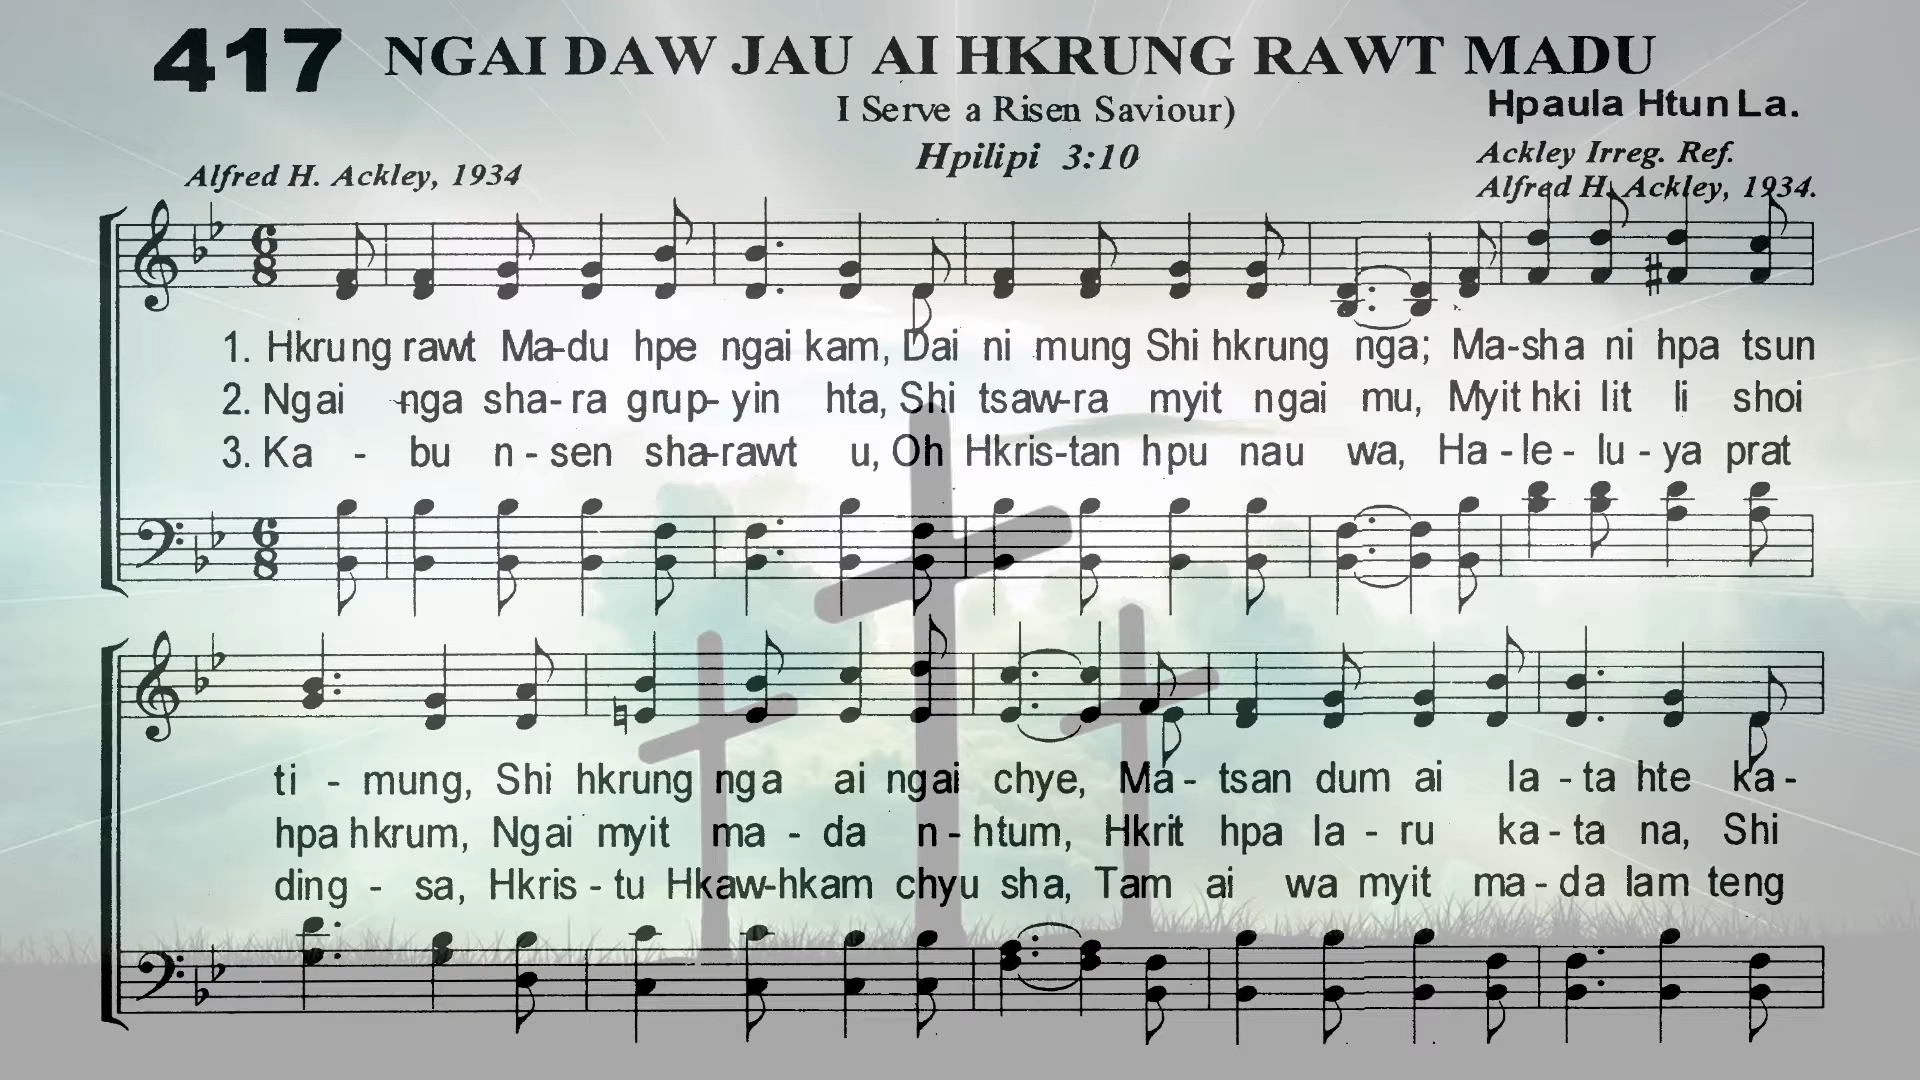 417 NGAI DAW JAU AI HKRUNG RAWT MADU
I Serve a Risen Saviour)
Hpaula Htun La.
Hpilipi 3:10
Ackley Irreg. Ref.
Alfred H. Ackley, 1934
Alfred H. Ackley, 1934.
6 8
1. Hkrung rawt Ma-du hpe ngai kam, Dai ni mung Shi hkrung nga; Ma-sha ni hpa tsun
2. Ngai nga sha-ra grup-yin hta, Shi tsaw-ra myit ngai mu, Myit hki lit li shoi
3. Ka - bu n-sen sha-rawt u, Oh Hkris-tan hpu nau wa, Ha-le-lu-ya prat
6 8
ti - mung, Shi hkrung nga ai ngai chye, Ma-tsan dum ai la-ta hte ka-
hpa hkrum, Ngai myit ma-da n-htum, Hkrit hpa la-ru ka-ta na, Shi
ding - sa, Hkris-tu Hkaw-hkam chyu sha, Tam ai wa myit ma-da lam teng